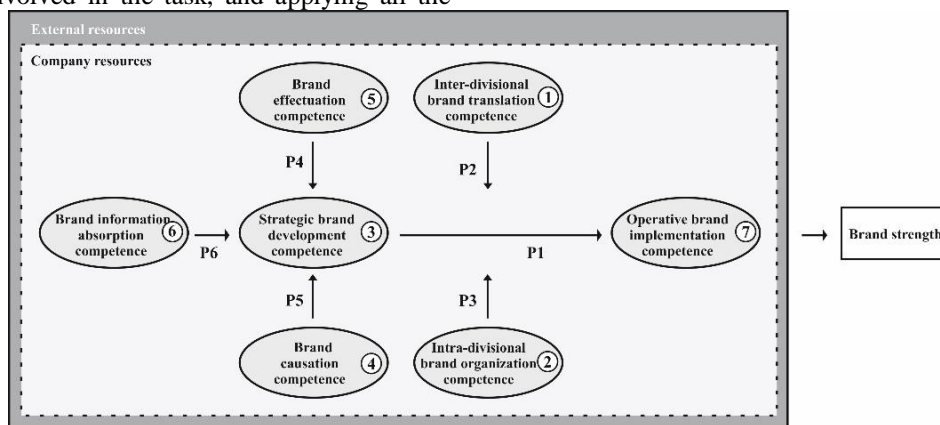 volved in the task, and applying all the
External resources
Company resources
Brand
effectuation
competence
5
Inter-divisional
brand translation
competence
1
P4
P2
Brand information
absorption
competence
6
P6
Strategic brand
development
competence
3
P1
Operative brand
implementation
competence
7
Brand strength
P5
P3
Brand
causation
competence
4
Intra-divisional
brand organization
competence
2